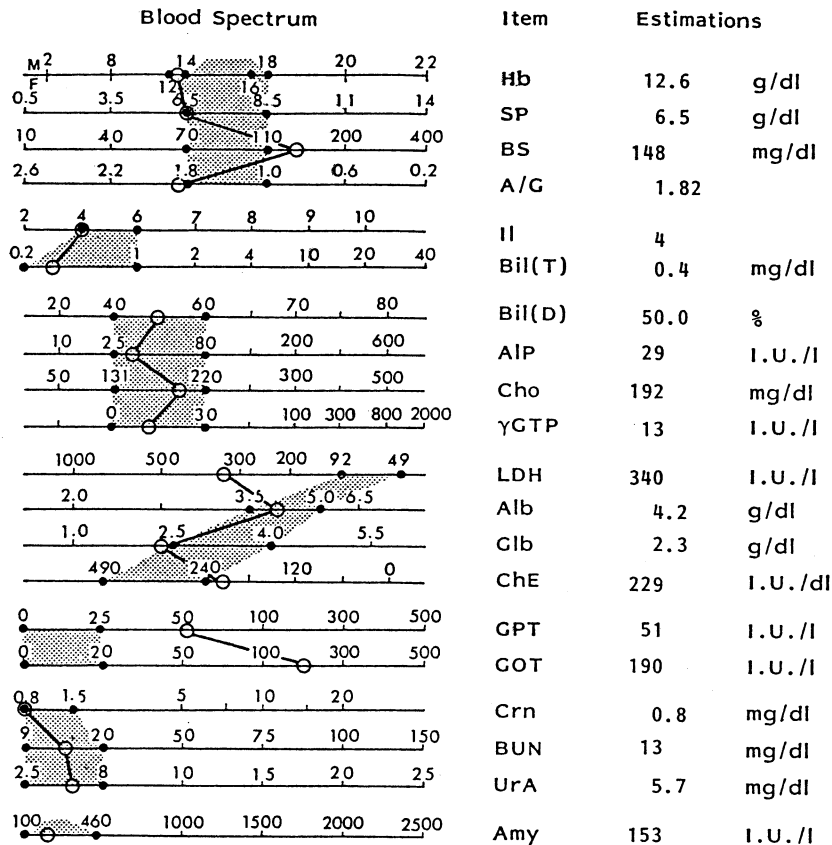 Blood Spectrum Item Estimations
M 2 8 14 18 20 22
F 12 16 Hb 12.6 g/dl
0.5 3.5 6.5 8.5 11 14
SP 6.5 g/dl
10 40 70 110 200 400
BS 148 mg/dl
2.6 2.2 1.8 1.0 0.6 0.2
A/G 1.82
2 4 6 7 8 9 10
II 4
0.2 1 2 4 10 20 40
Bil(T) 0.4 mg/dl
20 40 60 70 80
Bil(D) 50.0 %
10 25 80 200 600
AlP 29 I.U./l
50 131 220 300 500
Cho 192 mg/dl
0 30 100 300 800 2000
γGTP 13 I.U./l
1000 500 300 200 92 49
LDH 340 I.U./l
2.0 3.5 5.0 6.5
Alb 4.2 g/dl
1.0 2.5 4.0 5.5
Glb 2.3 g/dl
490 240 120 0
ChE 229 I.U./dl
0 25 50 100 300 500
GPT 51 I.U./l
0 20 50 100 300 500
GOT 190 I.U./l
0.8 1.5 5 10 20
Crn 0.8 mg/dl
9 20 50 75 100 150
BUN 13 mg/dl
2.5 8 10 15 20 25
UrA 5.7 mg/dl
100 460 1000 1500 2000 2500
Amy 153 I.U./l